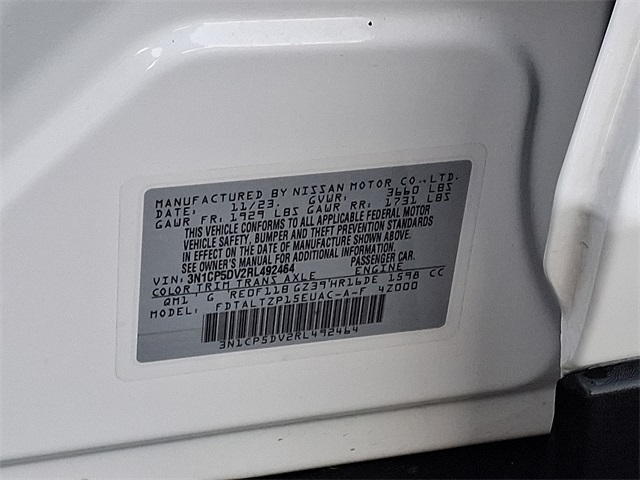 MANUFACTURED BY NISSAN MOTOR CO.,LTD.
DATE: 11/23. GVWR: 3660 LBS
GAWR FR: 1929 LBS GAWR RR: 1731 LBS
THIS VEHICLE CONFORMS TO ALL APPLICABLE FEDERAL MOTOR
VEHICLE SAFETY, BUMPER AND THEFT PREVENTION STANDARDS
IN EFFECT ON THE DATE OF MANUFACTURE SHOWN ABOVE.
SEE OWNER'S MANUAL FOR ADDITIONAL INFORMATION.
VIN: 3N1CP5DV2RL492464 PASSENGER CAR.
COLOR TRIM TRANS AXLE ENGINE
QM1 G RE0F11B GZ39 HR16DE 1598 CC
MODEL: FDTALTZP15EUAC-A-F 4Z000
3N1CP5DV2RL492464